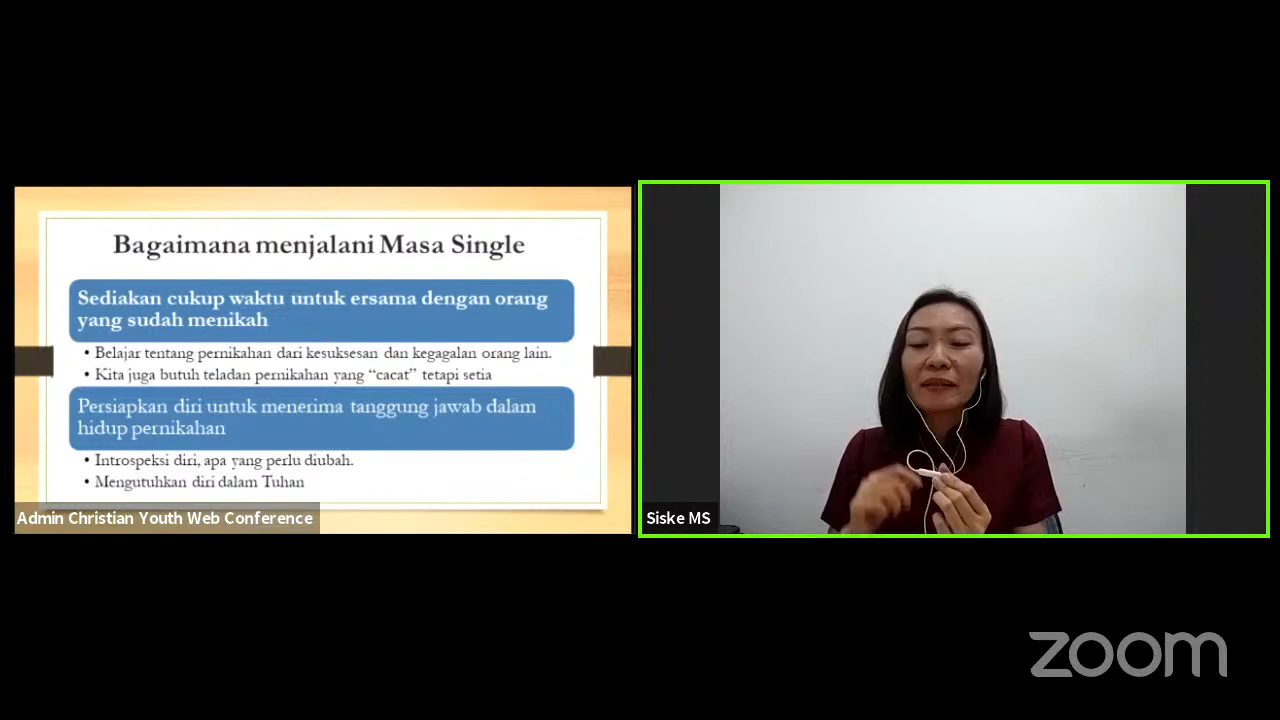 Bagaimana menjalani Masa Single
Sediakan cukup waktu untuk ersama dengan orang
yang sudah menikah
• Belajar tentang pernikahan dari kesuksesan dan kegagalan orang lain.
• Kita juga butuh teladan pernikahan yang “cacat” tetapi setia
Persiapkan diri untuk menerima tanggung jawab dalam
hidup pernikahan
• Introspeksi diri, apa yang perlu diubah.
• Mengutuhkan diri dalam Tuhan
Admin Christian Youth Web Conference
Siske MS
zoom